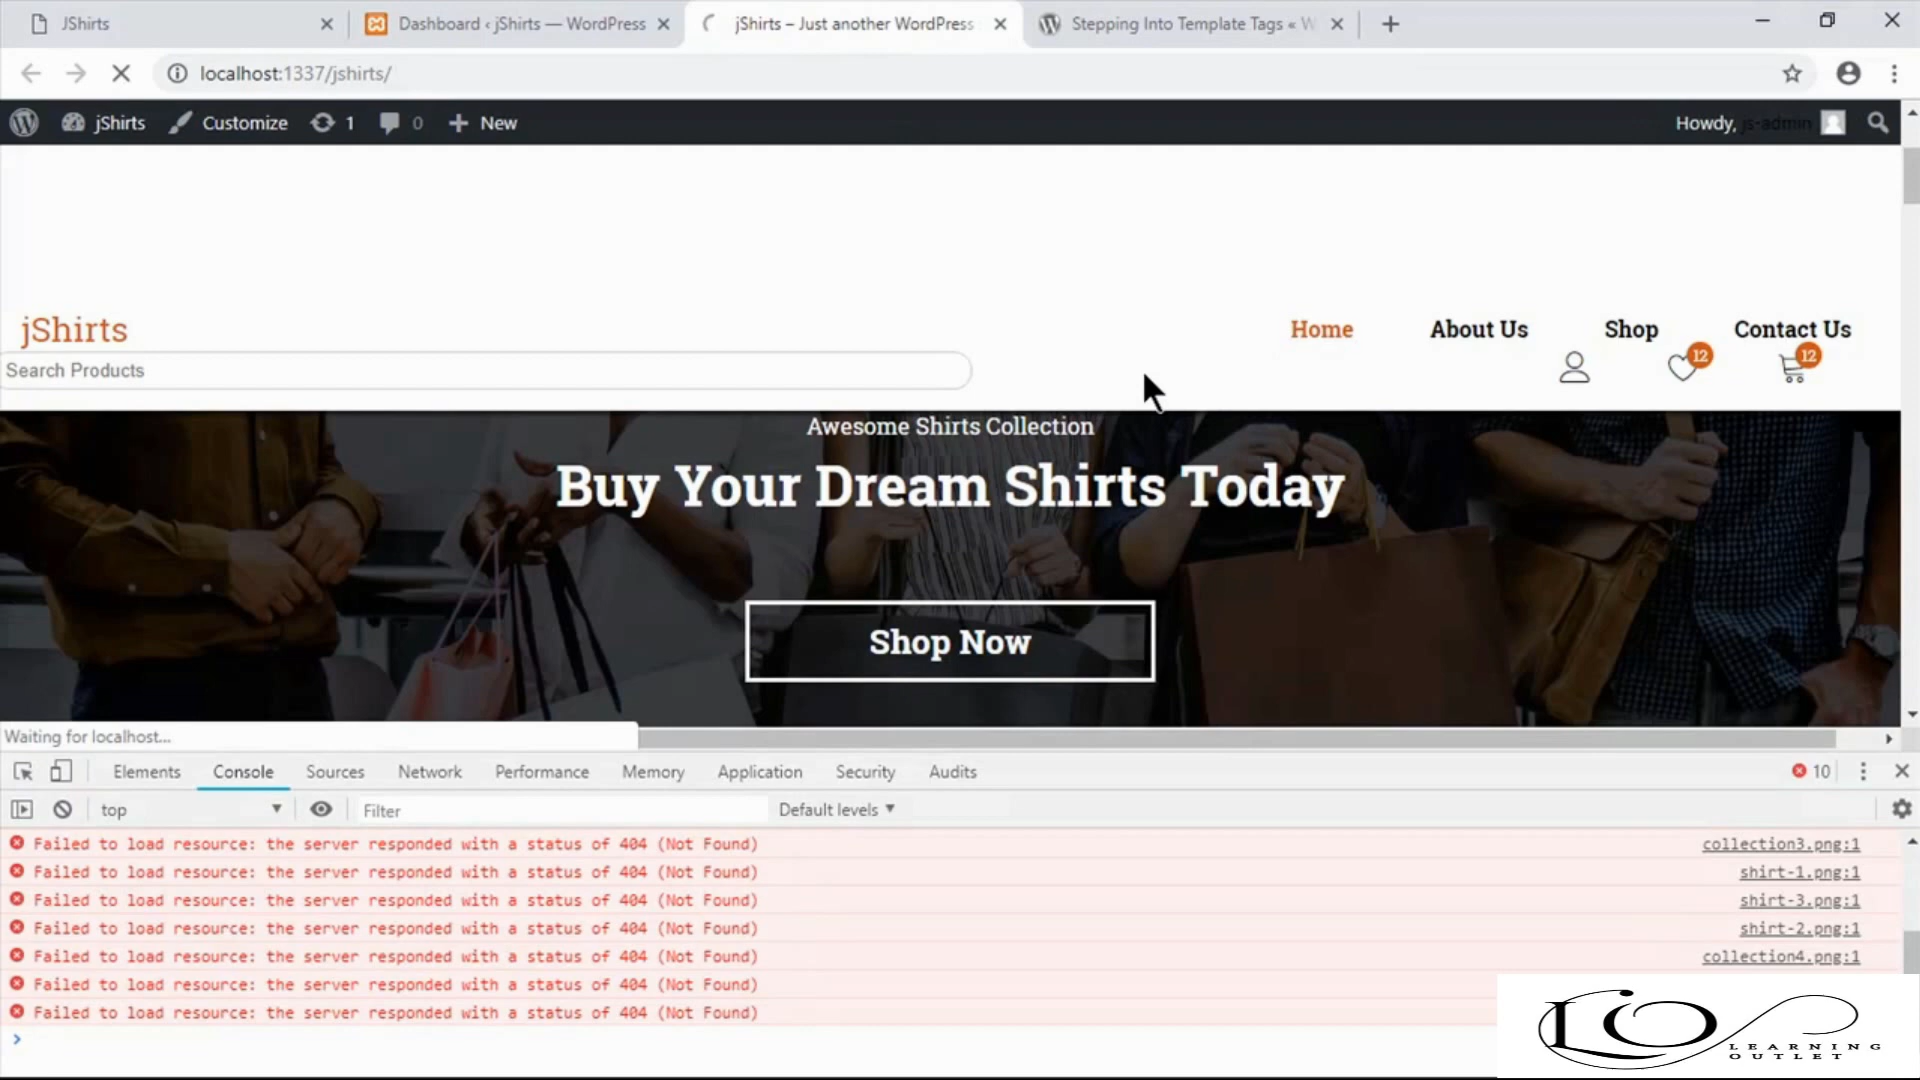 JShirts
Dashboard ‹ jShirts — WordPress
jShirts – Just another WordPress
Stepping Into Template Tags « W
localhost:1337/jshirts/
jShirts
Customize
1
0
New
Howdy, js-admin
jShirts
Home
About Us
Shop
Contact Us
Search Products
12
12
Awesome Shirts Collection
Buy Your Dream Shirts Today
Shop Now
Waiting for localhost...
Elements
Console
Sources
Network
Performance
Memory
Application
Security
Audits
10
top
Filter
Default levels
Failed to load resource: the server responded with a status of 404 (Not Found) collection3.png:1
Failed to load resource: the server responded with a status of 404 (Not Found) shirt-1.png:1
Failed to load resource: the server responded with a status of 404 (Not Found) shirt-3.png:1
Failed to load resource: the server responded with a status of 404 (Not Found) shirt-2.png:1
Failed to load resource: the server responded with a status of 404 (Not Found) collection4.png:1
Failed to load resource: the server responded with a status of 404 (Not Found)
Failed to load resource: the server responded with a status of 404 (Not Found)
LO
LEARNING
OUTLET